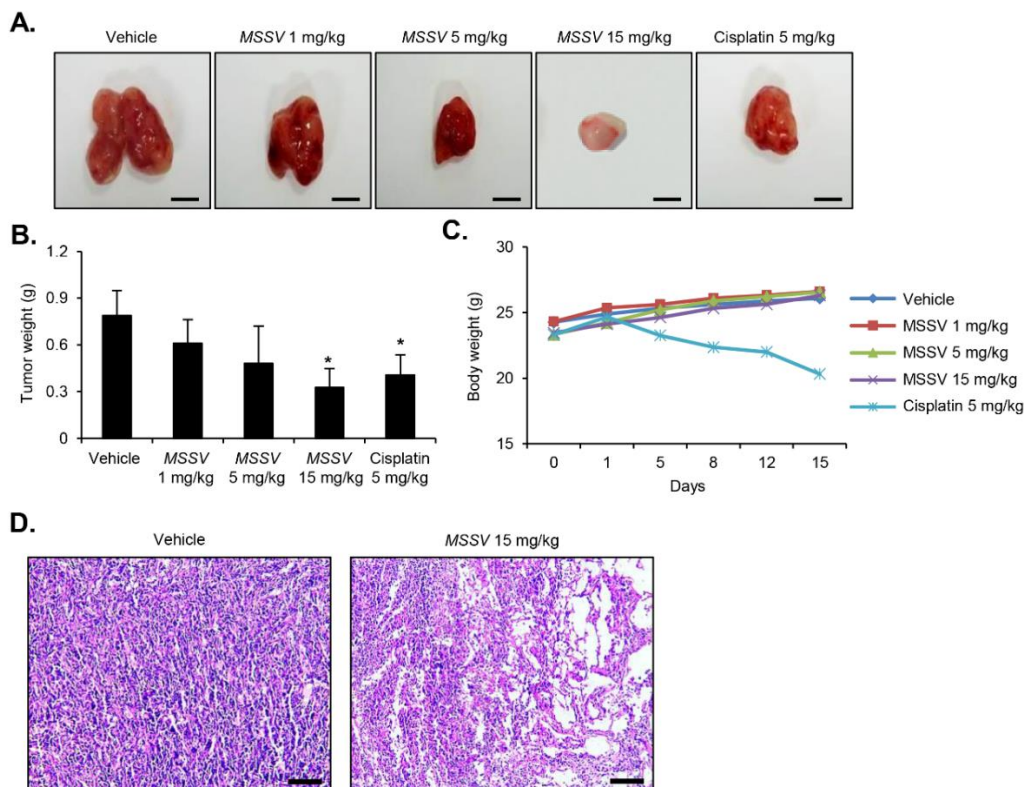 A.
Vehicle
MSSV 1 mg/kg
MSSV 5 mg/kg
MSSV 15 mg/kg
Cisplatin 5 mg/kg
B.
Tumor weight (g)
1.2
0.9
0.6
0.3
0
*
*
Vehicle
MSSV
1 mg/kg
MSSV
5 mg/kg
MSSV
15 mg/kg
Cisplatin
5 mg/kg
C.
Body weight (g)
30
25
20
15
0 1 5 8 12 15
Days
Vehicle
MSSV 1 mg/kg
MSSV 5 mg/kg
MSSV 15 mg/kg
Cisplatin 5 mg/kg
D.
Vehicle
MSSV 15 mg/kg